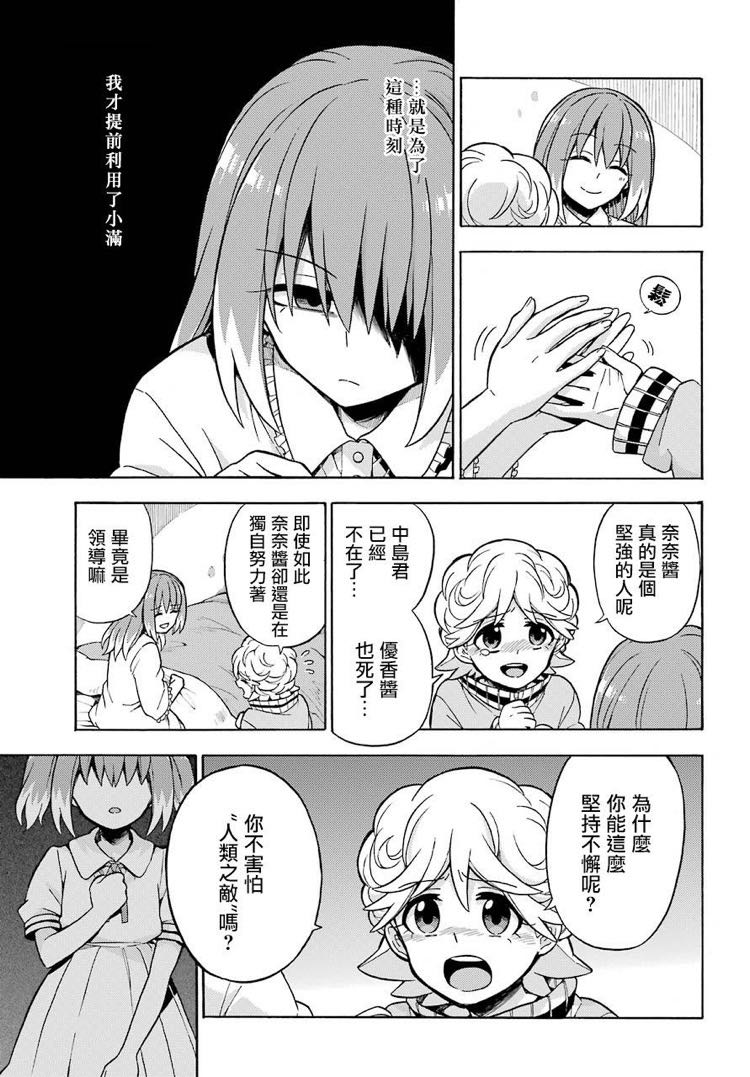 鬆
…就是為了
這種時刻
我才提前利用了小滿
奈奈醬
真的是個
堅強的人呢
中島君
已經
不在了…
優香醬
也死了…
即使如此
奈奈醬卻還是在
獨自努力著
畢竟是
領導嘛
為什麼
你能這麼
堅持不懈呢?
你不害怕
“人類之敵”嗎?